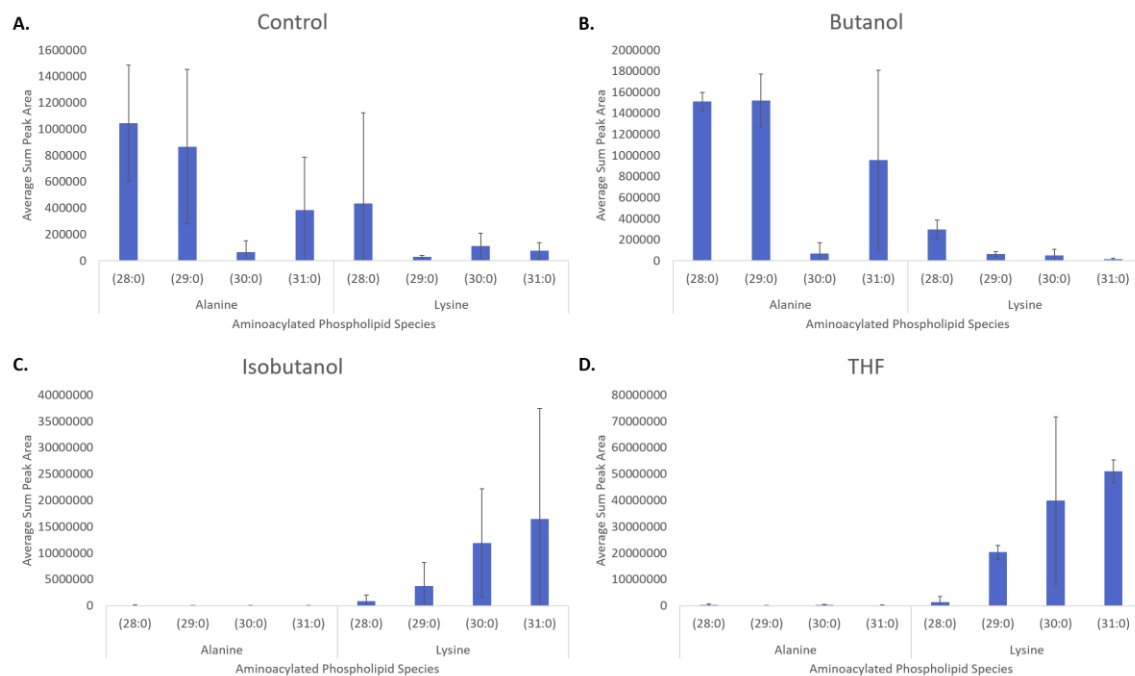 A.
Control
Average Sum Peak Area
1600000
1400000
1200000
1000000
800000
600000
400000
200000
0
(28:0) (29:0) (30:0) (31:0) (28:0) (29:0) (30:0) (31:0)
Alanine Lysine
Aminoacylated Phospholipid Species
B.
Butanol
Average Sum Peak Area
2000000
1800000
1600000
1400000
1200000
1000000
800000
600000
400000
200000
0
(28:0) (29:0) (30:0) (31:0) (28:0) (29:0) (30:0) (31:0)
Alanine Lysine
Aminoacylated Phospholipid Species
C.
Isobutanol
Average Sum Peak Area
40000000
35000000
30000000
25000000
20000000
15000000
10000000
5000000
0
(28:0) (29:0) (30:0) (31:0) (28:0) (29:0) (30:0) (31:0)
Alanine Lysine
Aminoacylated Phospholipid Species
D.
THF
Average Sum Peak Area
80000000
70000000
60000000
50000000
40000000
30000000
20000000
10000000
0
(28:0) (29:0) (30:0) (31:0) (28:0) (29:0) (30:0) (31:0)
Alanine Lysine
Aminoacylated Phospholipid Species